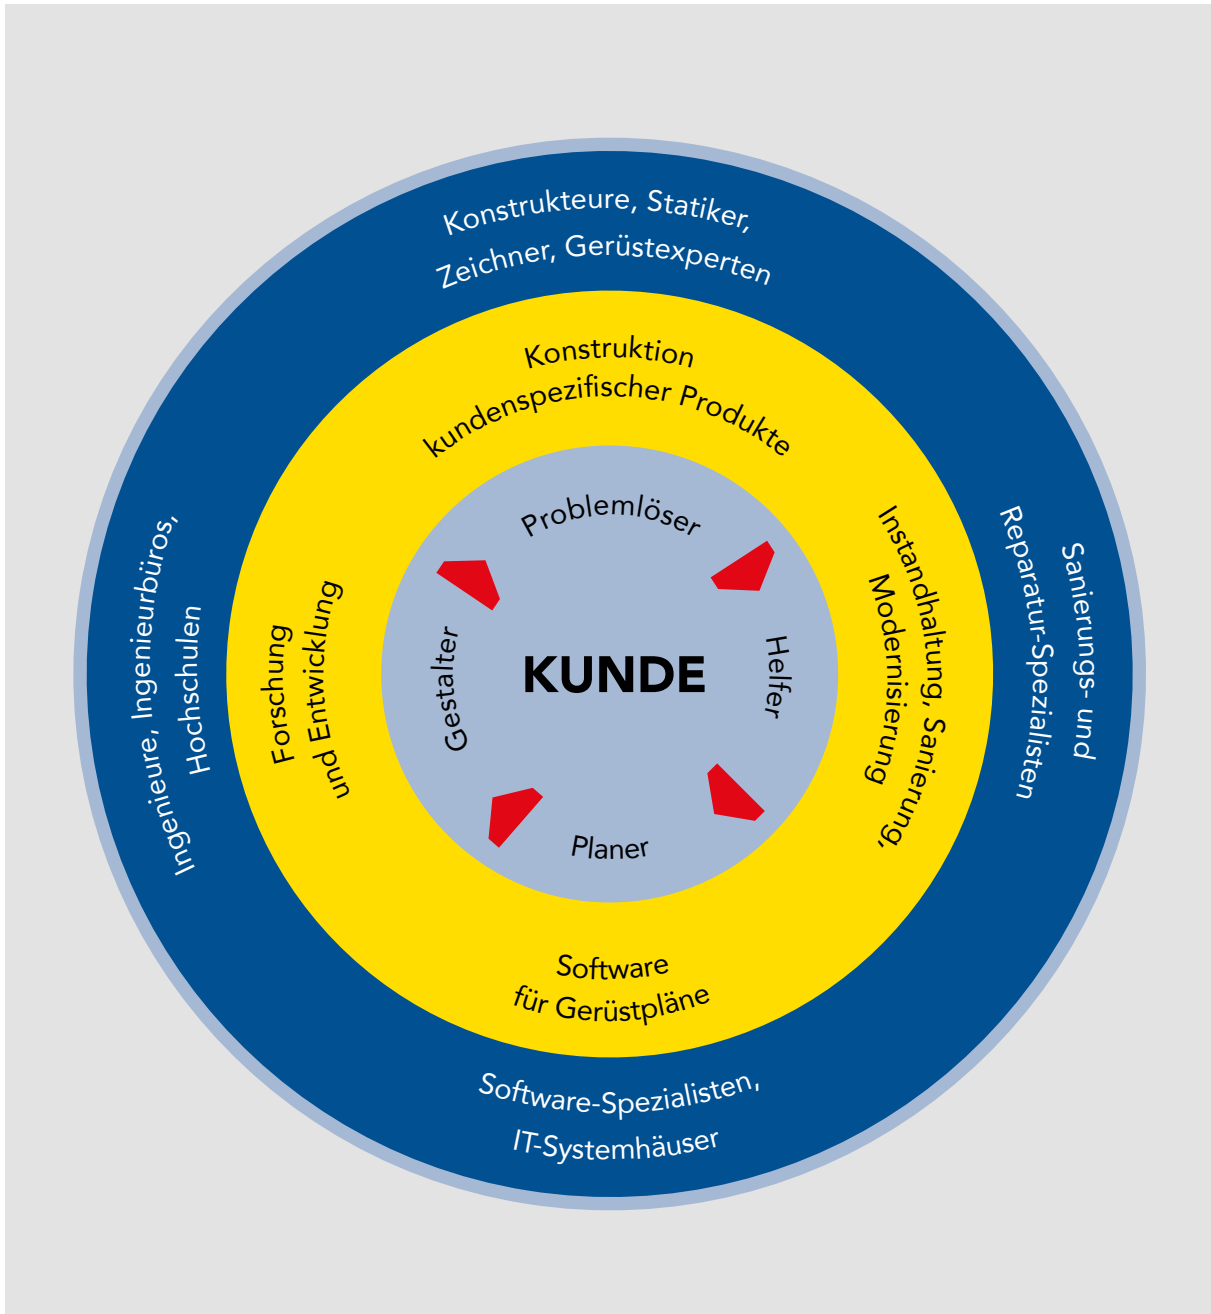 Konstrukteure, Statiker,
Zeichner, Gerüstexperten
Konstruktion
kundenspezifischer Produkte
Problemlöser
Ingenieure, Ingenieurbüros,
Hochschulen
Forschung
und Entwicklung
Gestalter
KUNDE
Helfer
Instandhaltung, Sanierung,
Modernisierung
Sanierungs- und
Reparatur-Spezialisten
Planer
Software
für Gerüstpläne
Software-Spezialisten,
IT-Systemhäuser